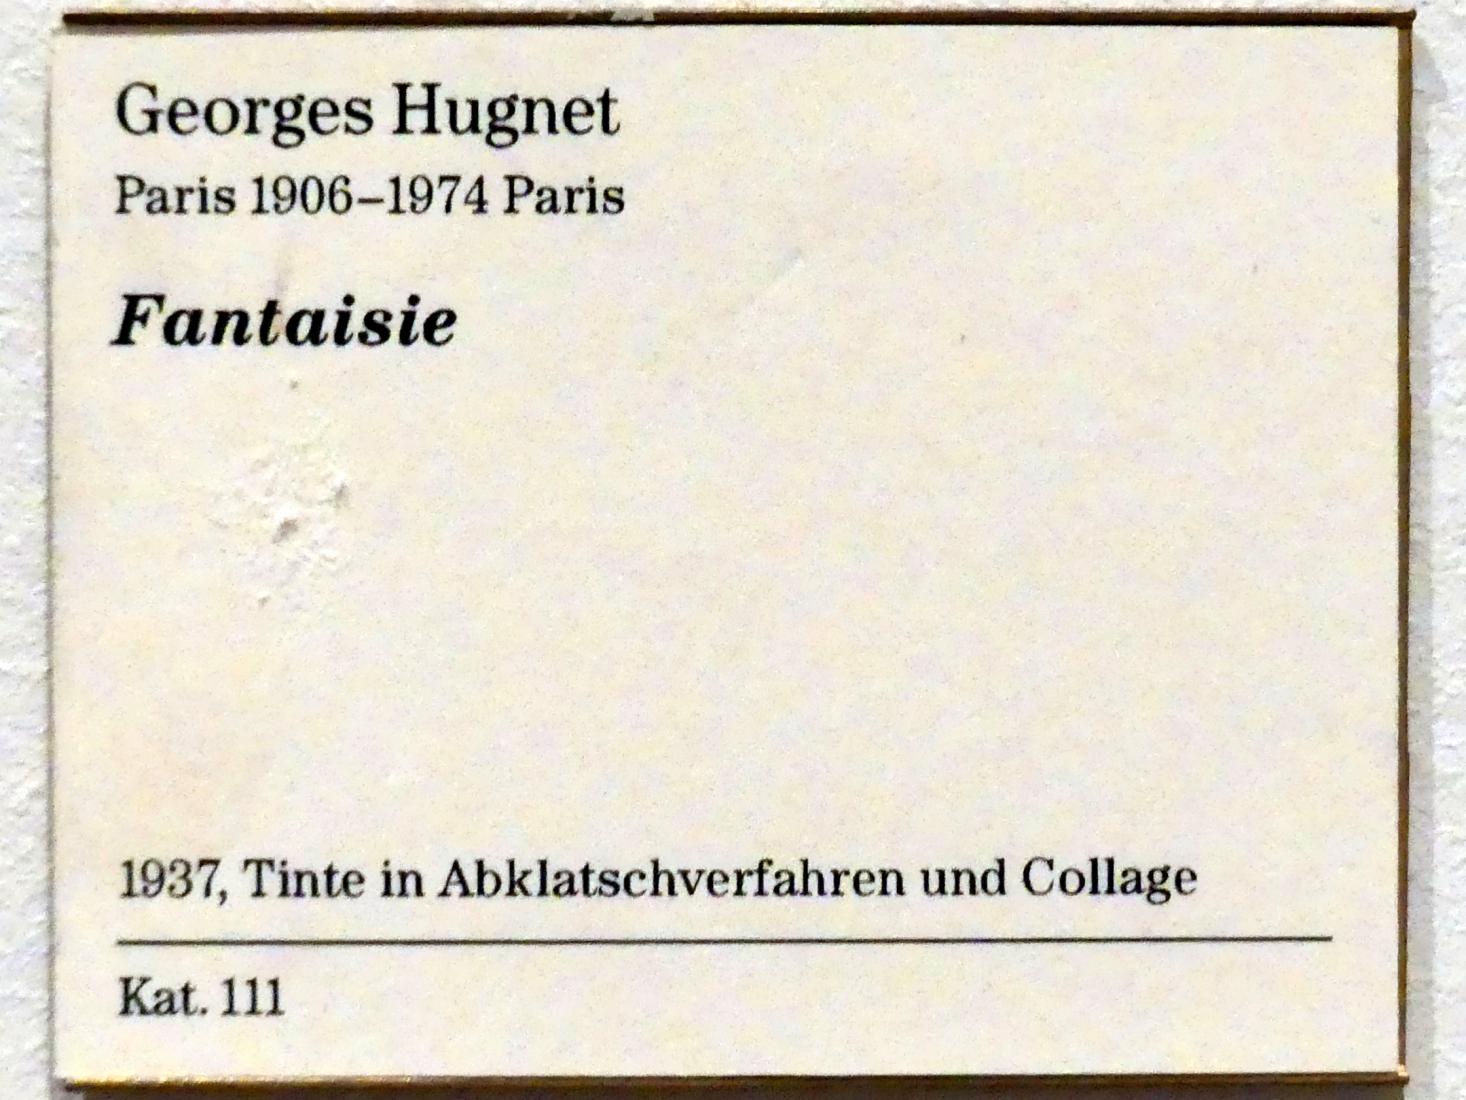 Georges Hugnet
Paris 1906–1974 Paris
Fantaisie
1937, Tinte in Abklatschverfahren und Collage
Kat. 111